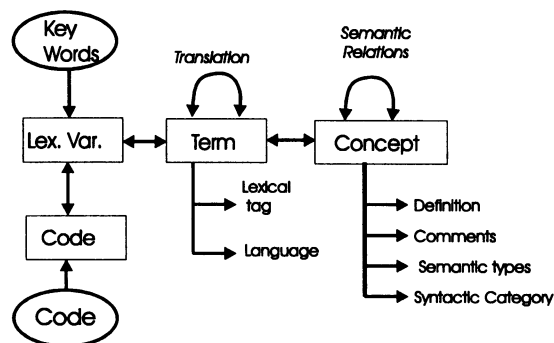 Key
Words
Translation
Semantic
Relations
Lex. Var.
Term
Concept
Lexical
tag
Language
Definition
Comments
Semantic types
Syntactic Category
Code
Code